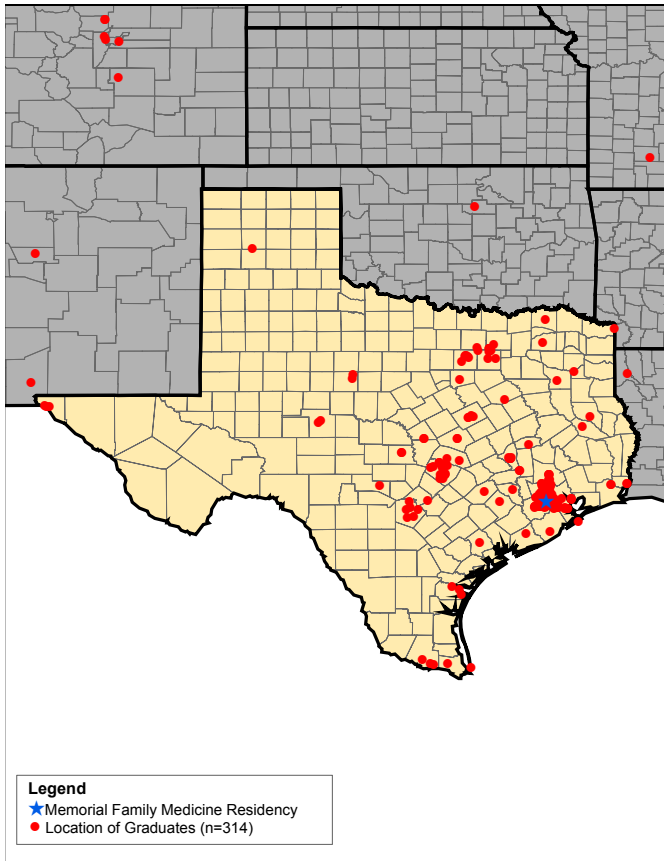 Legend
Memorial Family Medicine Residency
Location of Graduates (n=314)